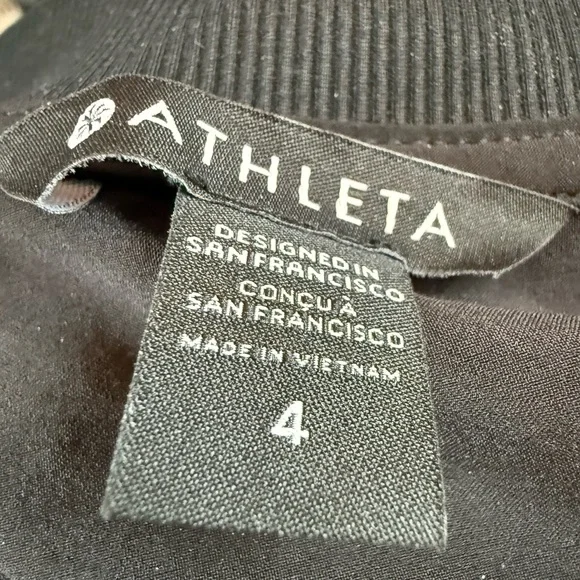 ATHLETA
DESIGNED IN
SAN FRANCISCO
CONÇU À
SAN FRANCISCO
MADE IN VIETNAM
4